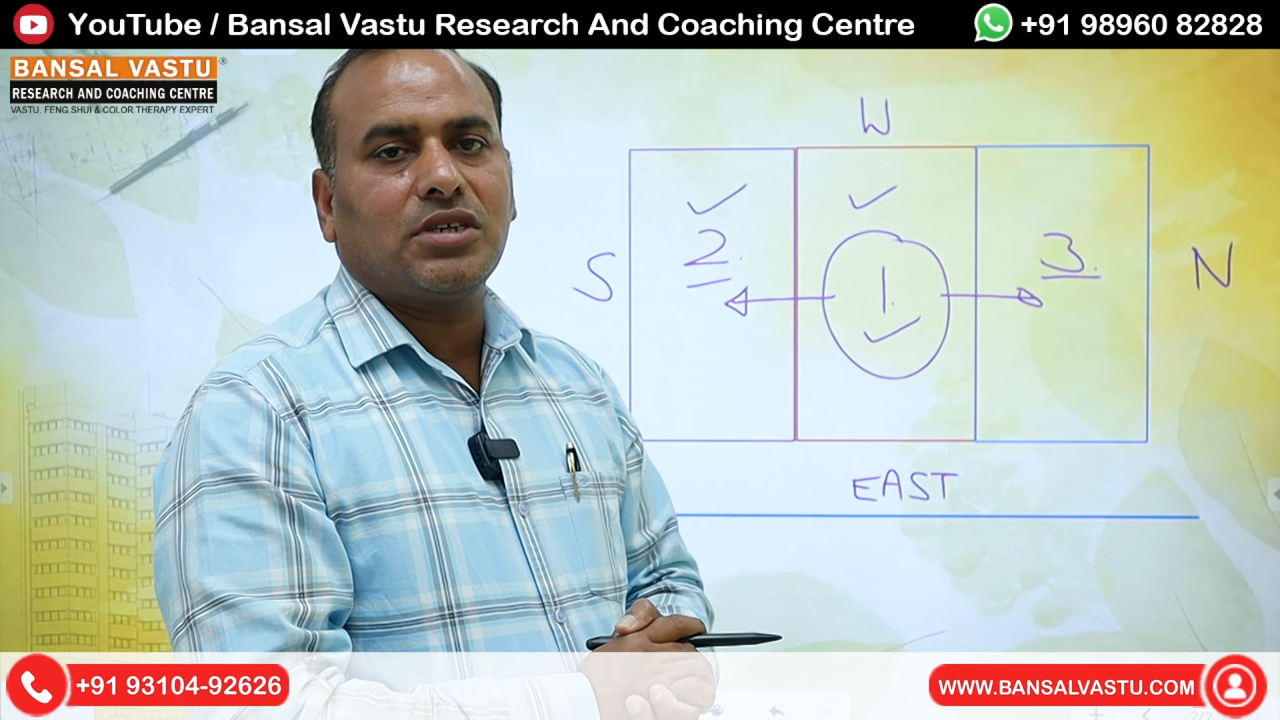 YouTube / Bansal Vastu Research And Coaching Centre
+91 98960 82828
BANSAL VASTU®
RESEARCH AND COACHING CENTRE
VASTU, FENG SHUI & COLOR THERAPY EXPERT
W
S
2.
1.
3.
N
EAST
+91 93104-92626
WWW.BANSALVASTU.COM